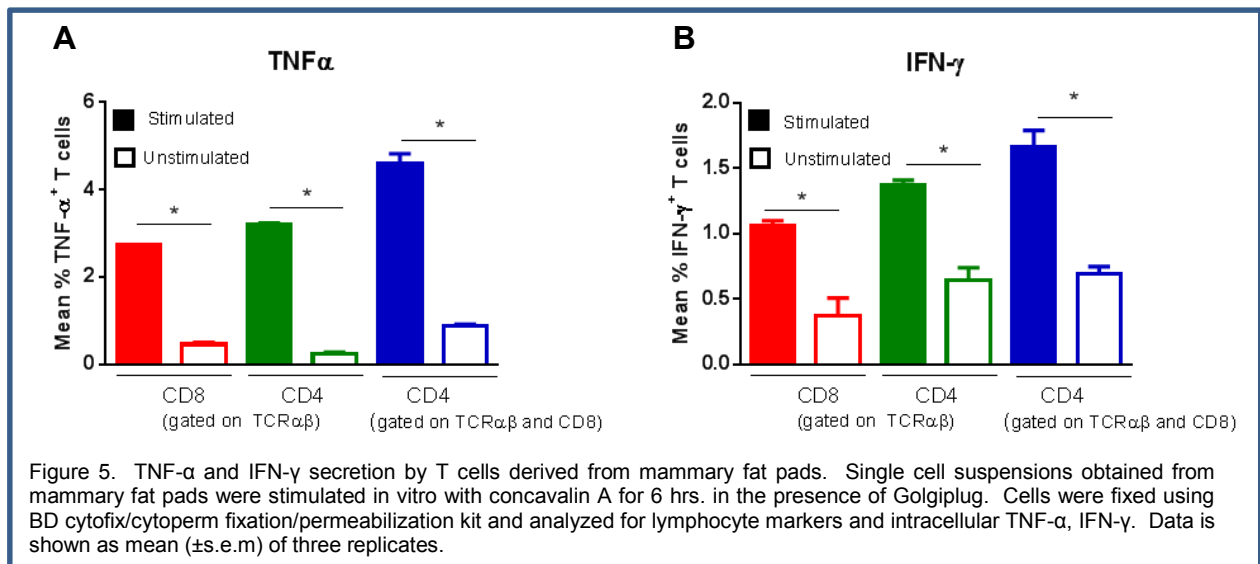 A
TNFα
Mean % TNF-α+ T cells
6
4
2
0
Stimulated
Unstimulated
*
*
*
CD8
(gated on TCRαβ)
CD4
CD4
(gated on TCRαβ and CD8)
B
IFN-γ
Mean % IFN-γ+ T cells
2.0
1.5
1.0
0.5
0.0
Stimulated
Unstimulated
*
*
*
CD8
(gated on TCRαβ)
CD4
CD4
(gated on TCRαβ and CD8)
Figure 5. TNF-α and IFN-γ secretion by T cells derived from mammary fat pads. Single cell suspensions obtained from
mammary fat pads were stimulated in vitro with concavalin A for 6 hrs. in the presence of Golgiplug. Cells were fixed using
BD cytofix/cytoperm fixation/permeabilization kit and analyzed for lymphocyte markers and intracellular TNF-α, IFN-γ. Data is
shown as mean (±s.e.m) of three replicates.